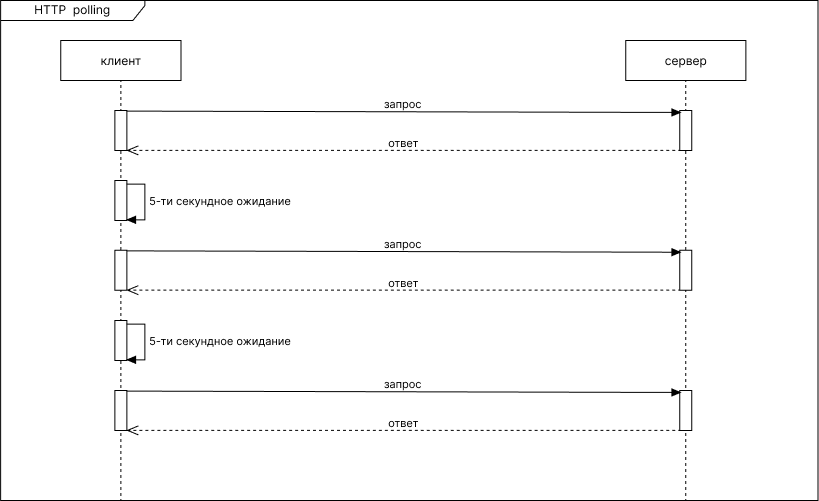 HTTP polling
клиент
сервер
запрос
ответ
5-ти секундное ожидание
запрос
ответ
5-ти секундное ожидание
запрос
ответ